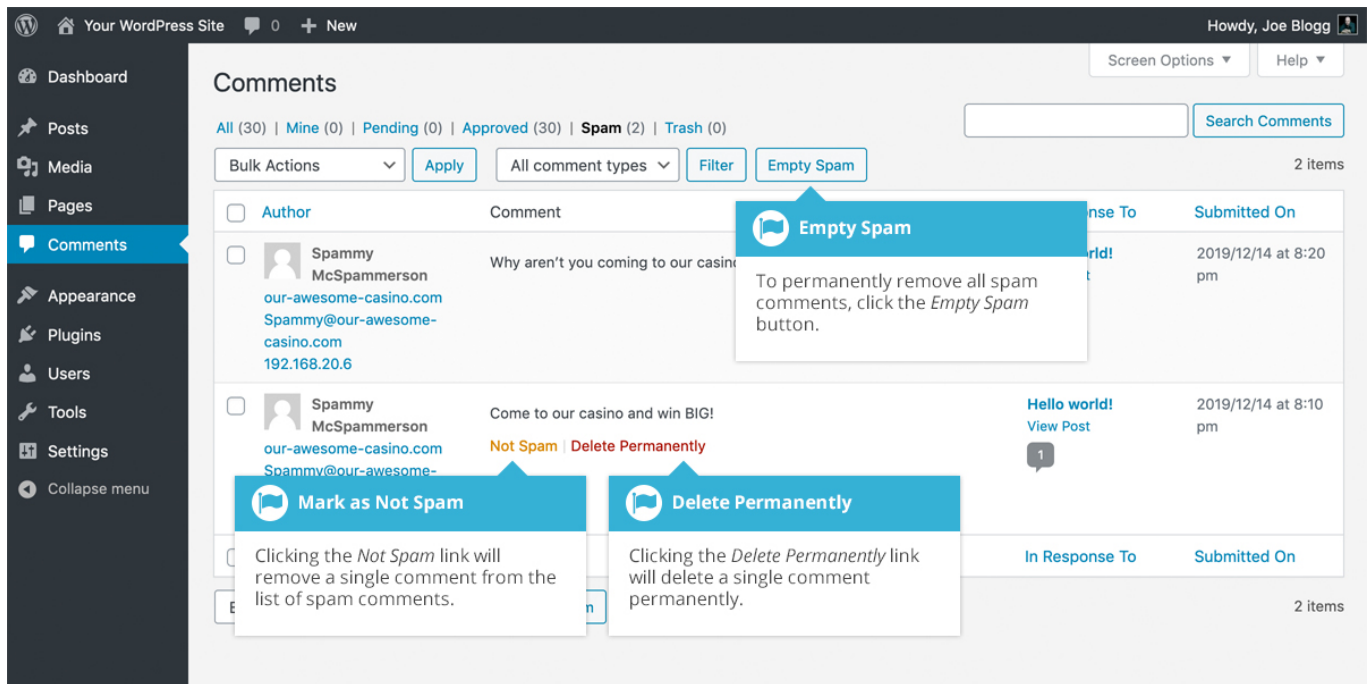 Your WordPress Site 0 + New Howdy, Joe Blogg
Screen Options ▼ Help ▼
Dashboard
Posts
Media
Pages
Comments
Appearance
Plugins
Users
Tools
Settings
Collapse menu
Comments
All (30) | Mine (0) | Pending (0) | Approved (30) | Spam (2) | Trash (0)
Search Comments
Bulk Actions Apply All comment types Filter Empty Spam 2 items
Author Comment nse To Submitted On
Spammy
McSpammerson
our-awesome-casino.com
Spammy@our-awesome-
casino.com
192.168.20.6
Why aren't you coming to our casin
rld!
2019/12/14 at 8:20
pm
Empty Spam
To permanently remove all spam
comments, click the Empty Spam
button.
Spammy
McSpammerson
our-awesome-casino.com
Spammy@our-awesome-
Come to our casino and win BIG!
Not Spam | Delete Permanently
Hello world!
View Post
1
2019/12/14 at 8:10
pm
Mark as Not Spam
Clicking the Not Spam link will
remove a single comment from the
list of spam comments.
Delete Permanently
Clicking the Delete Permanently link
will delete a single comment
permanently.
In Response To Submitted On
2 items